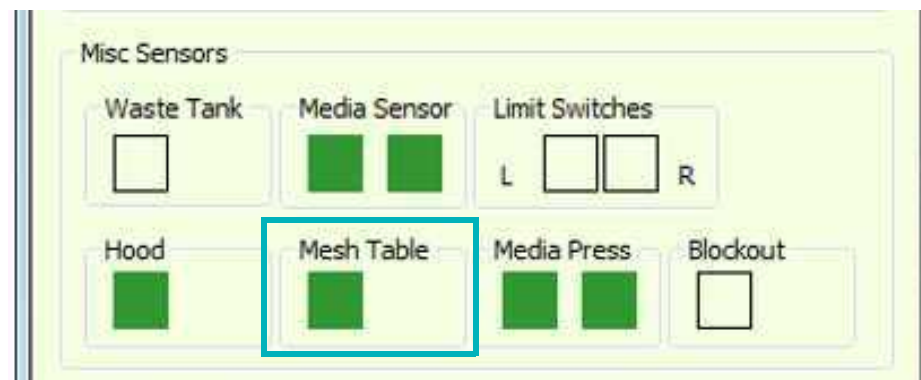 Misc Sensors
Waste Tank
Media Sensor
Limit Switches
L
R
Hood
Mesh Table
Media Press
Blockout